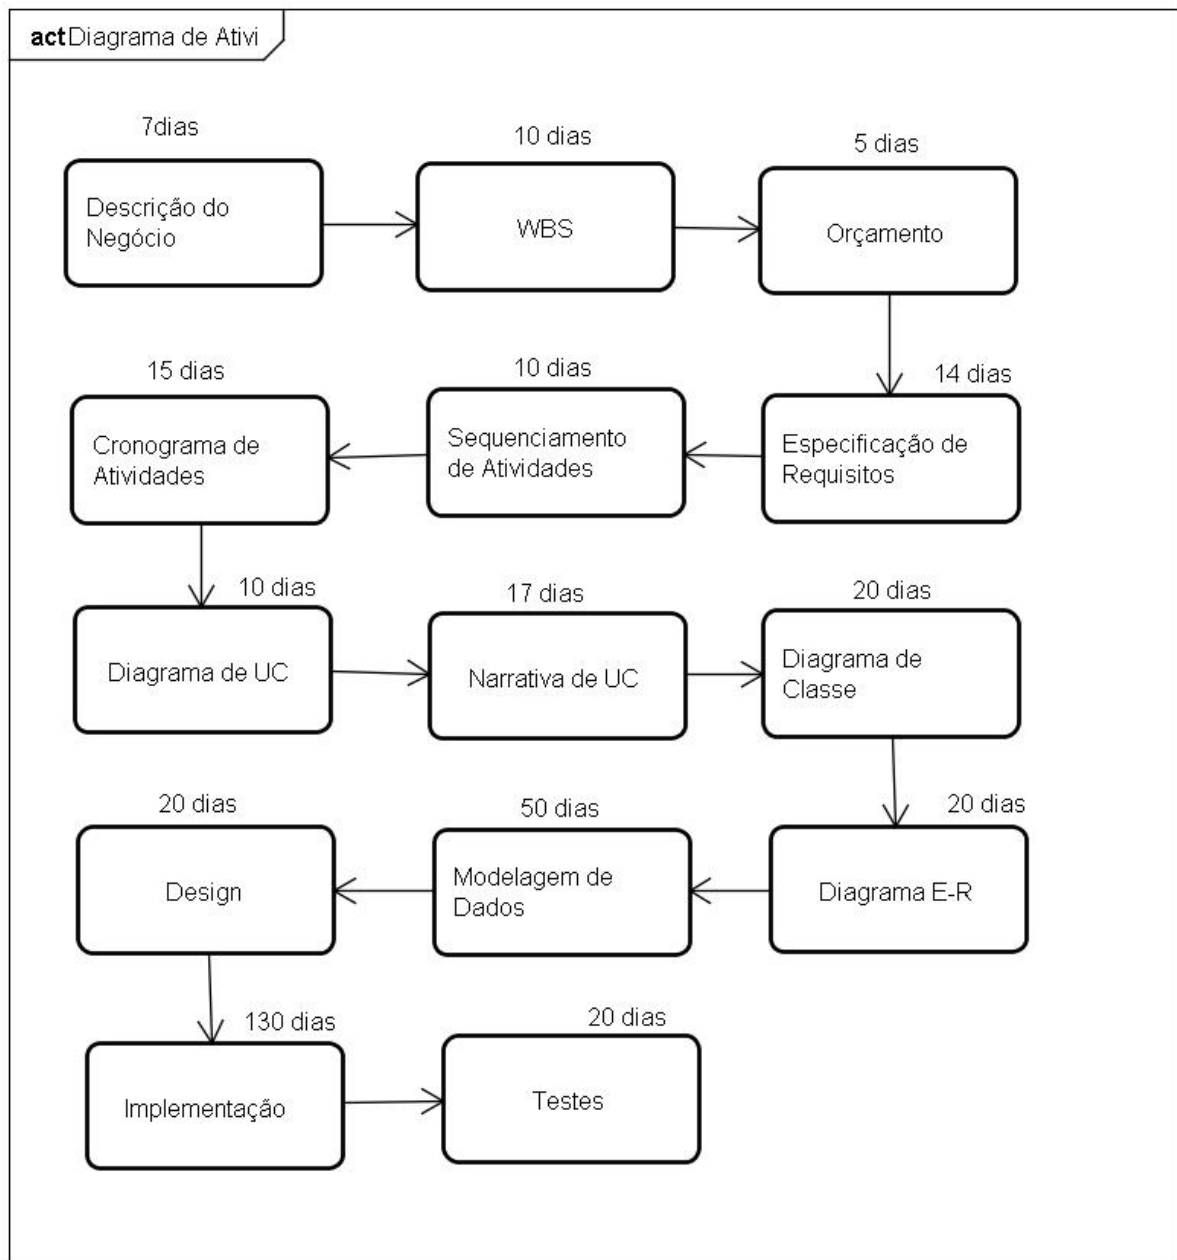 actDiagrama de Ativi
7dias
10 dias
5 dias
Descrição do
Negócio
WBS
Orçamento
15 dias
10 dias
14 dias
Cronograma de
Atividades
Sequenciamento
de Atividades
Especificação de
Requisitos
10 dias
17 dias
20 dias
Diagrama de UC
Narrativa de UC
Diagrama de
Classe
20 dias
50 dias
20 dias
Design
Modelagem de
Dados
Diagrama E-R
130 dias
20 dias
Implementação
Testes